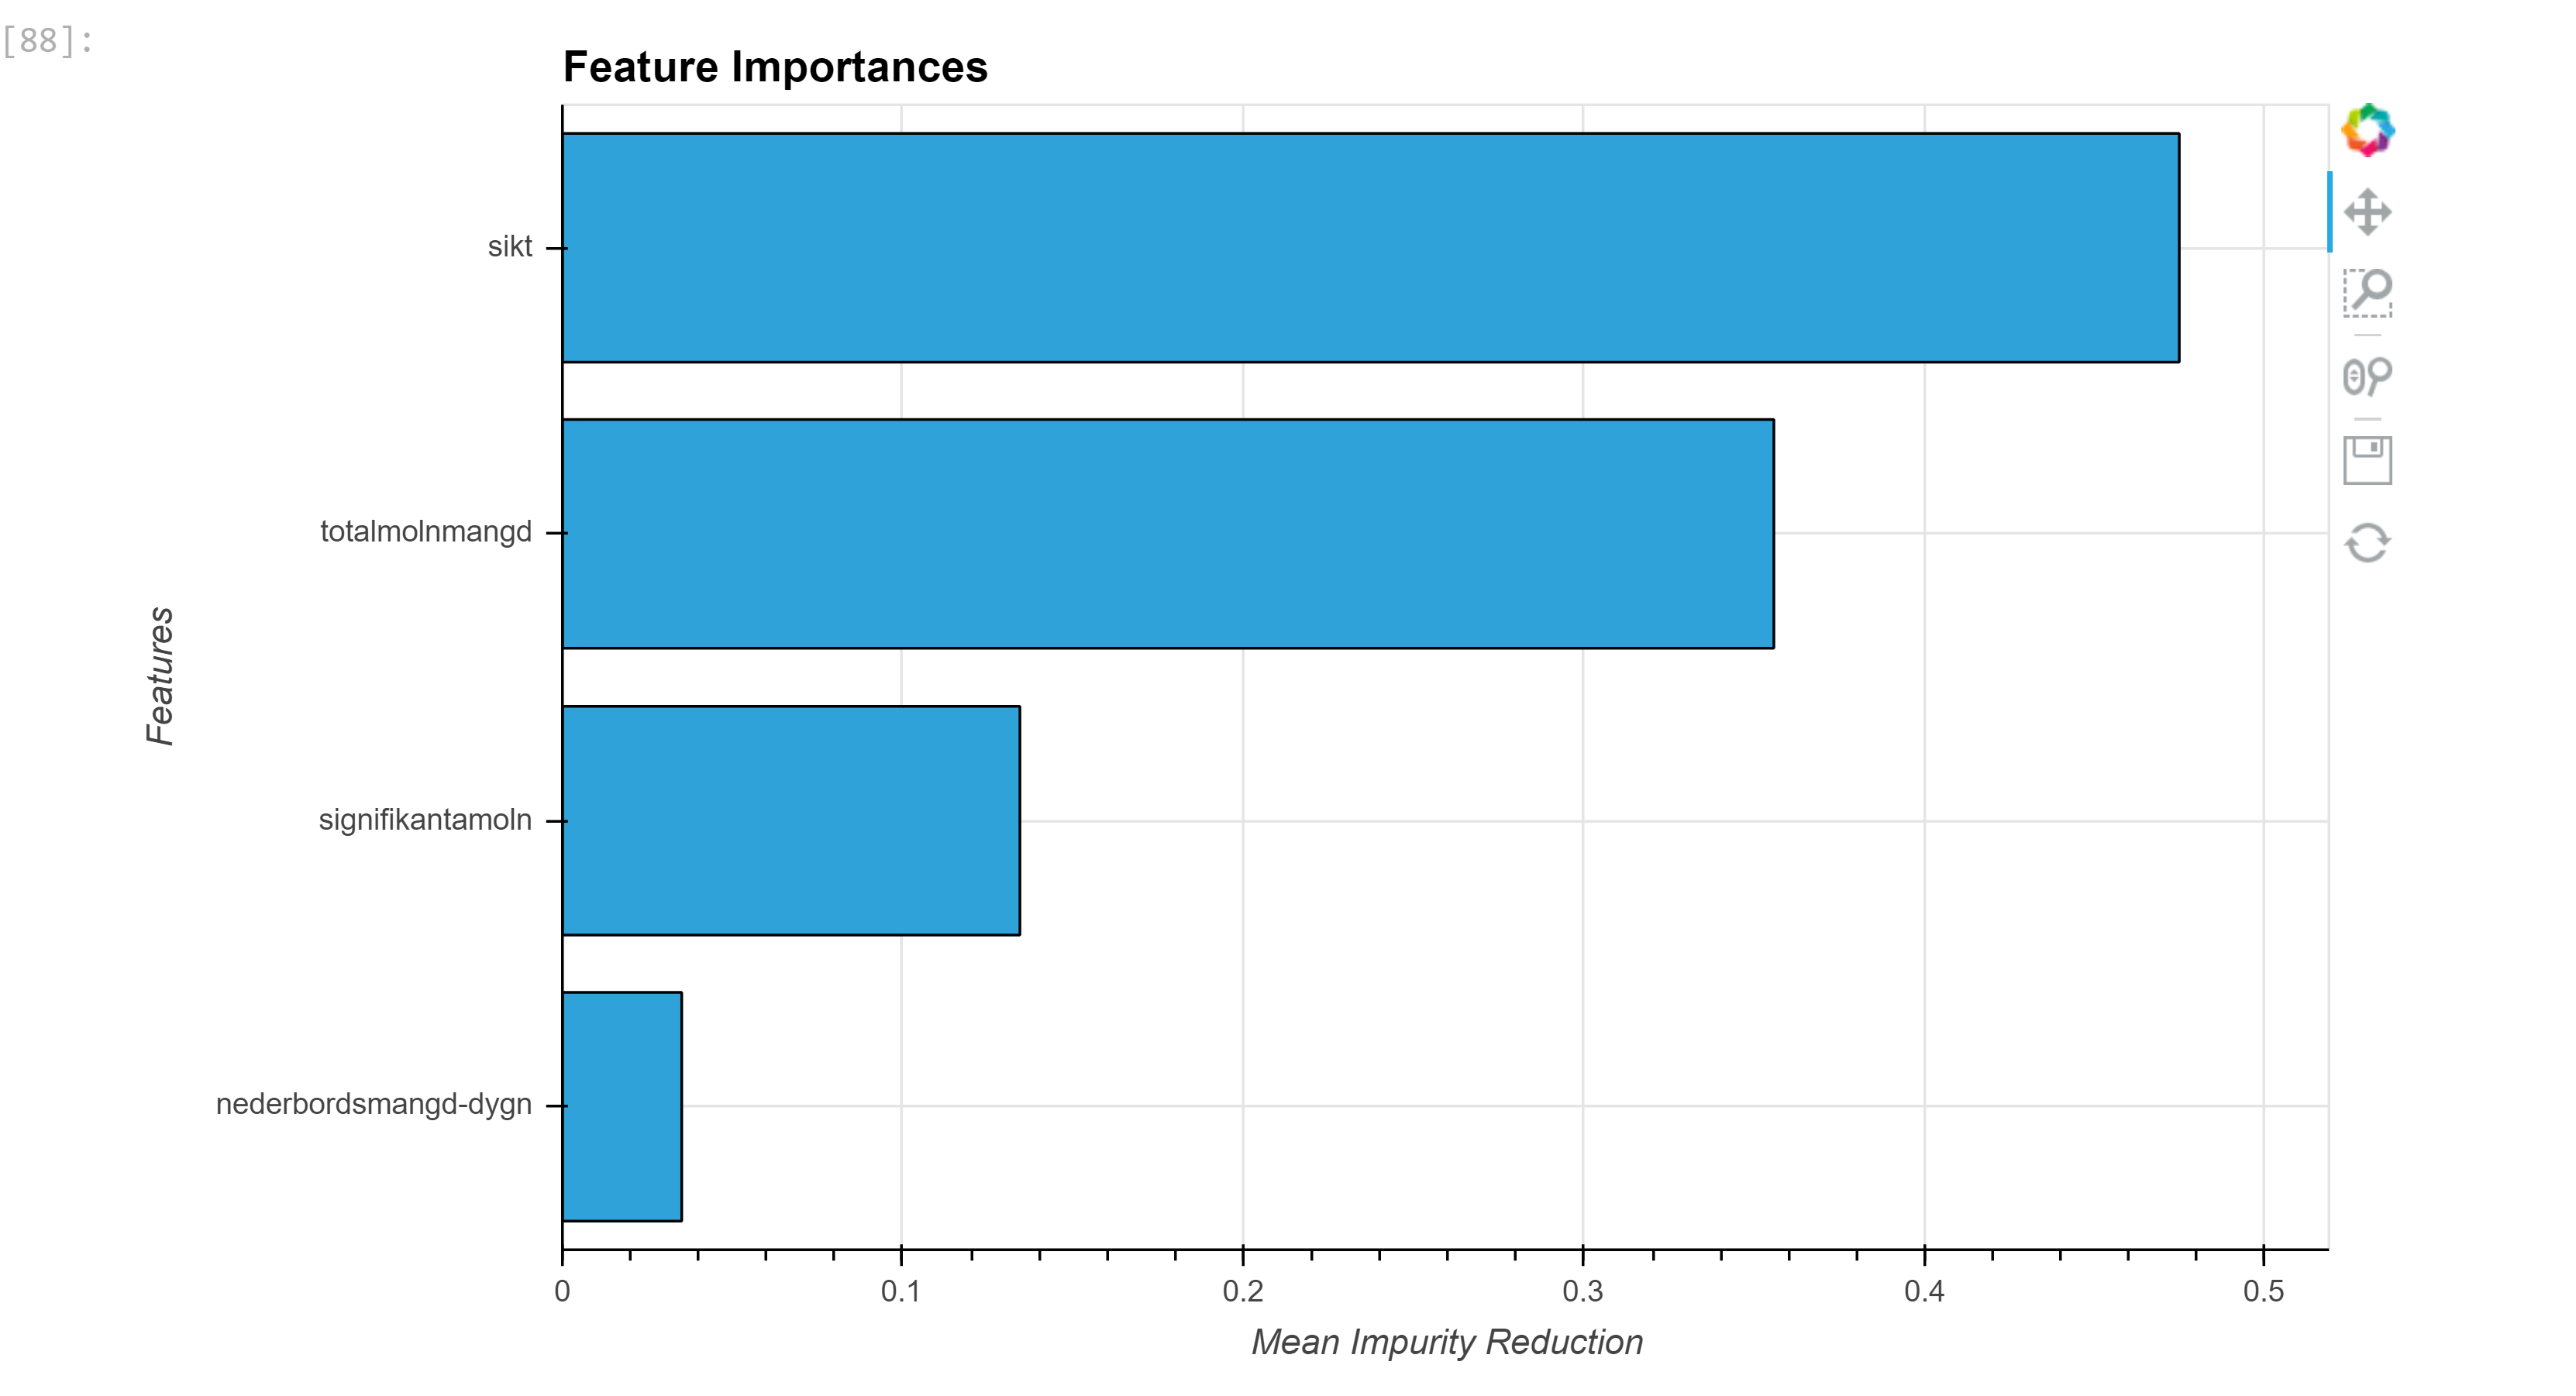 [88]:
Feature Importances
sikt
totalmolnmangd
signifikantamoln
nederbordsmangd-dygn
Features
0 0.1 0.2 0.3 0.4 0.5
Mean Impurity Reduction